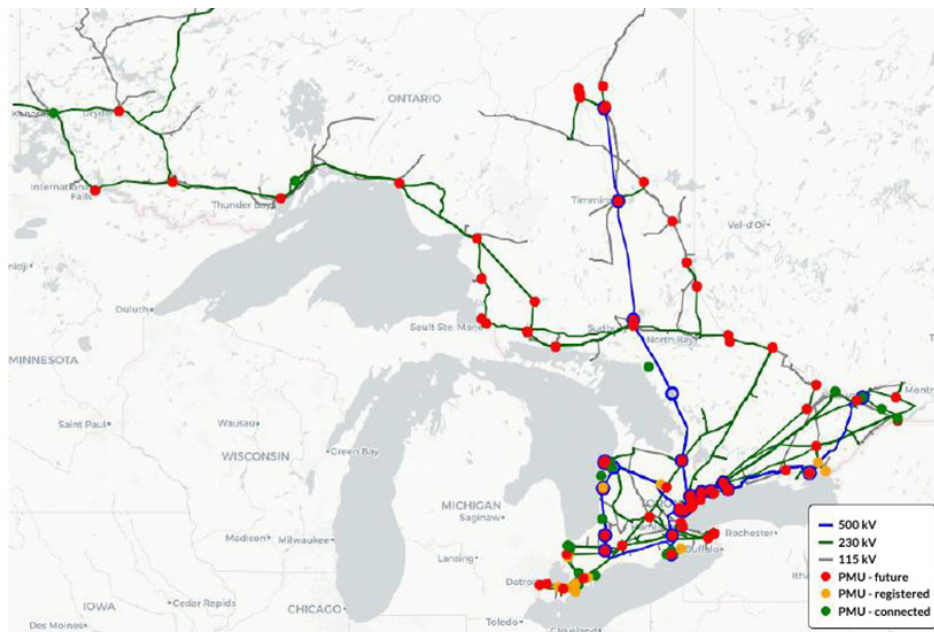 ONTARIO
Timmins
Val-d'Or
International
Falls
Thunder Bay
Duluth
Sault Ste. Marie
Sudbury
North Bay
MINNESOTA
Saint Paul
Wausau
WISCONSIN
Green Bay
MICHIGAN
Saginaw
Madison
Milwaukee
Lansing
Rochester
Buffalo
Detroit
IOWA
Cedar Rapids
CHICAGO
Toledo
Cleveland
Des Moines
500 kV
230 kV
115 kV
PMU - future
PMU - registered
PMU - connected